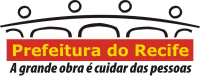 Prefeitura do Recife
A grande obra é cuidar das pessoas